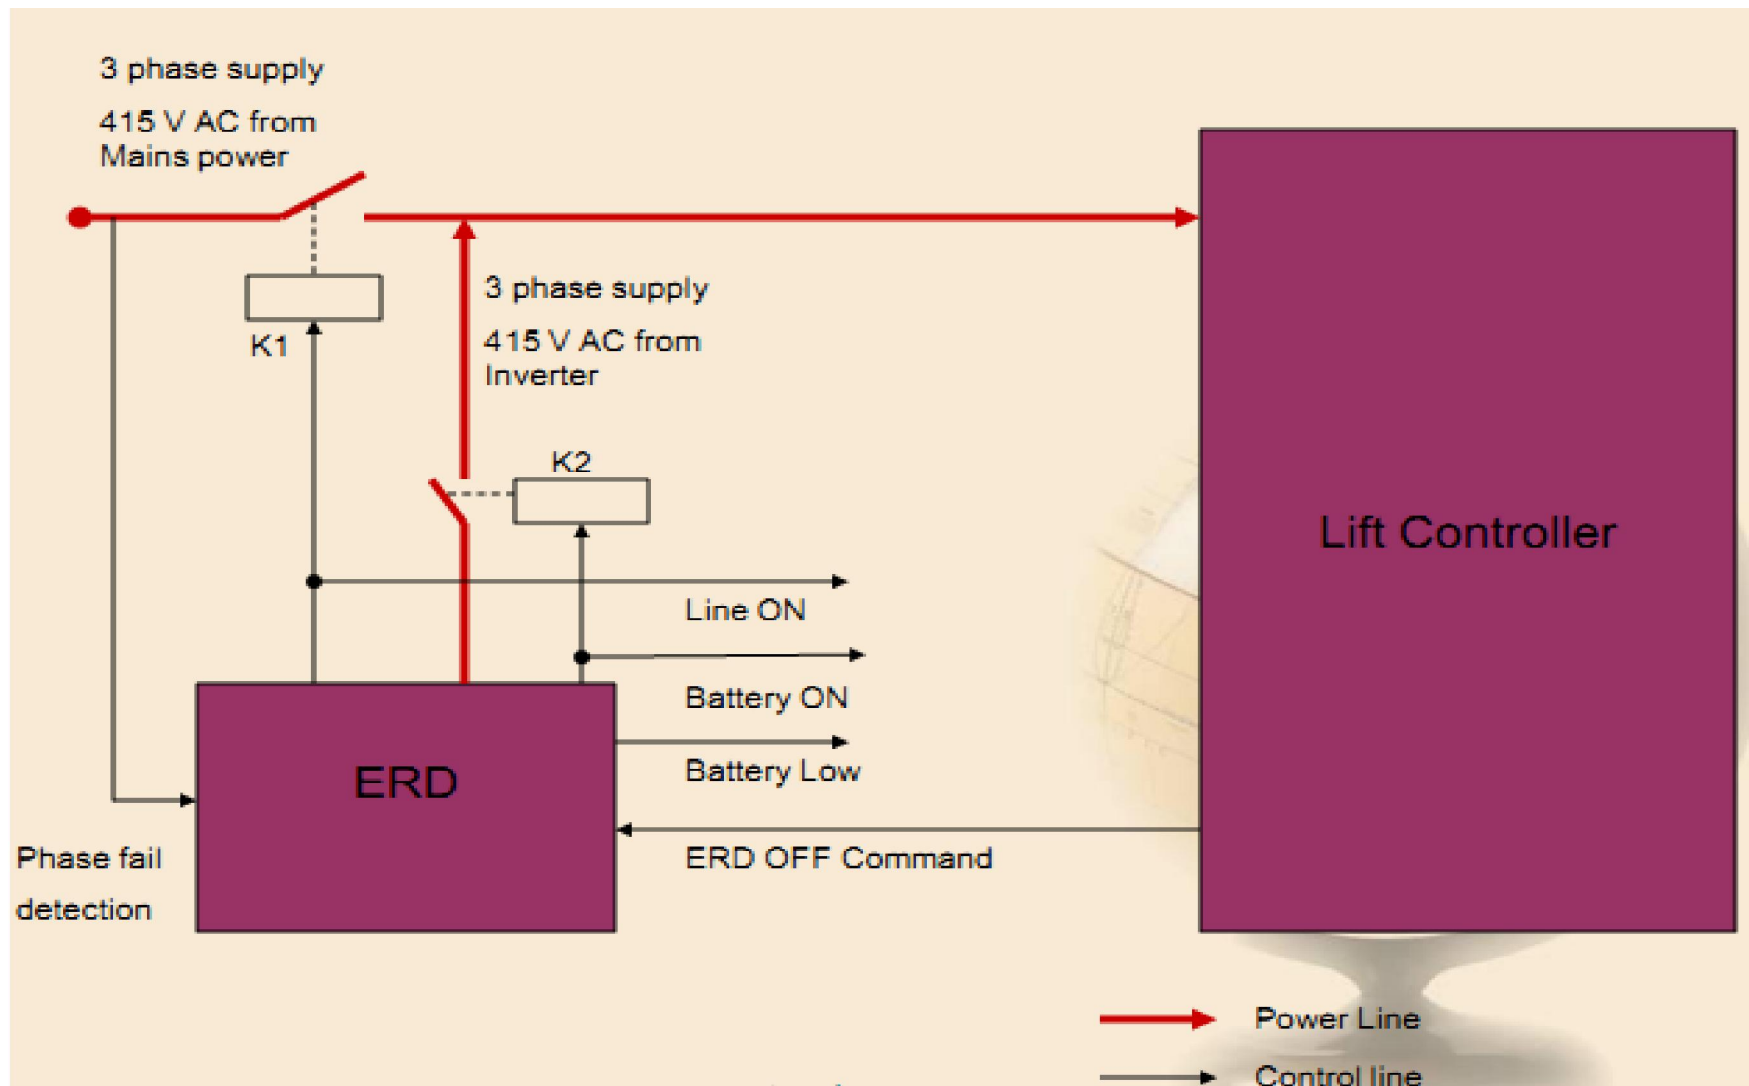 3 phase supply
415 V AC from
Mains power
3 phase supply
415 V AC from
Inverter
K1
K2
Lift Controller
Line ON
Battery ON
Battery Low
ERD
ERD OFF Command
Phase fail
detection
Power Line
Control line